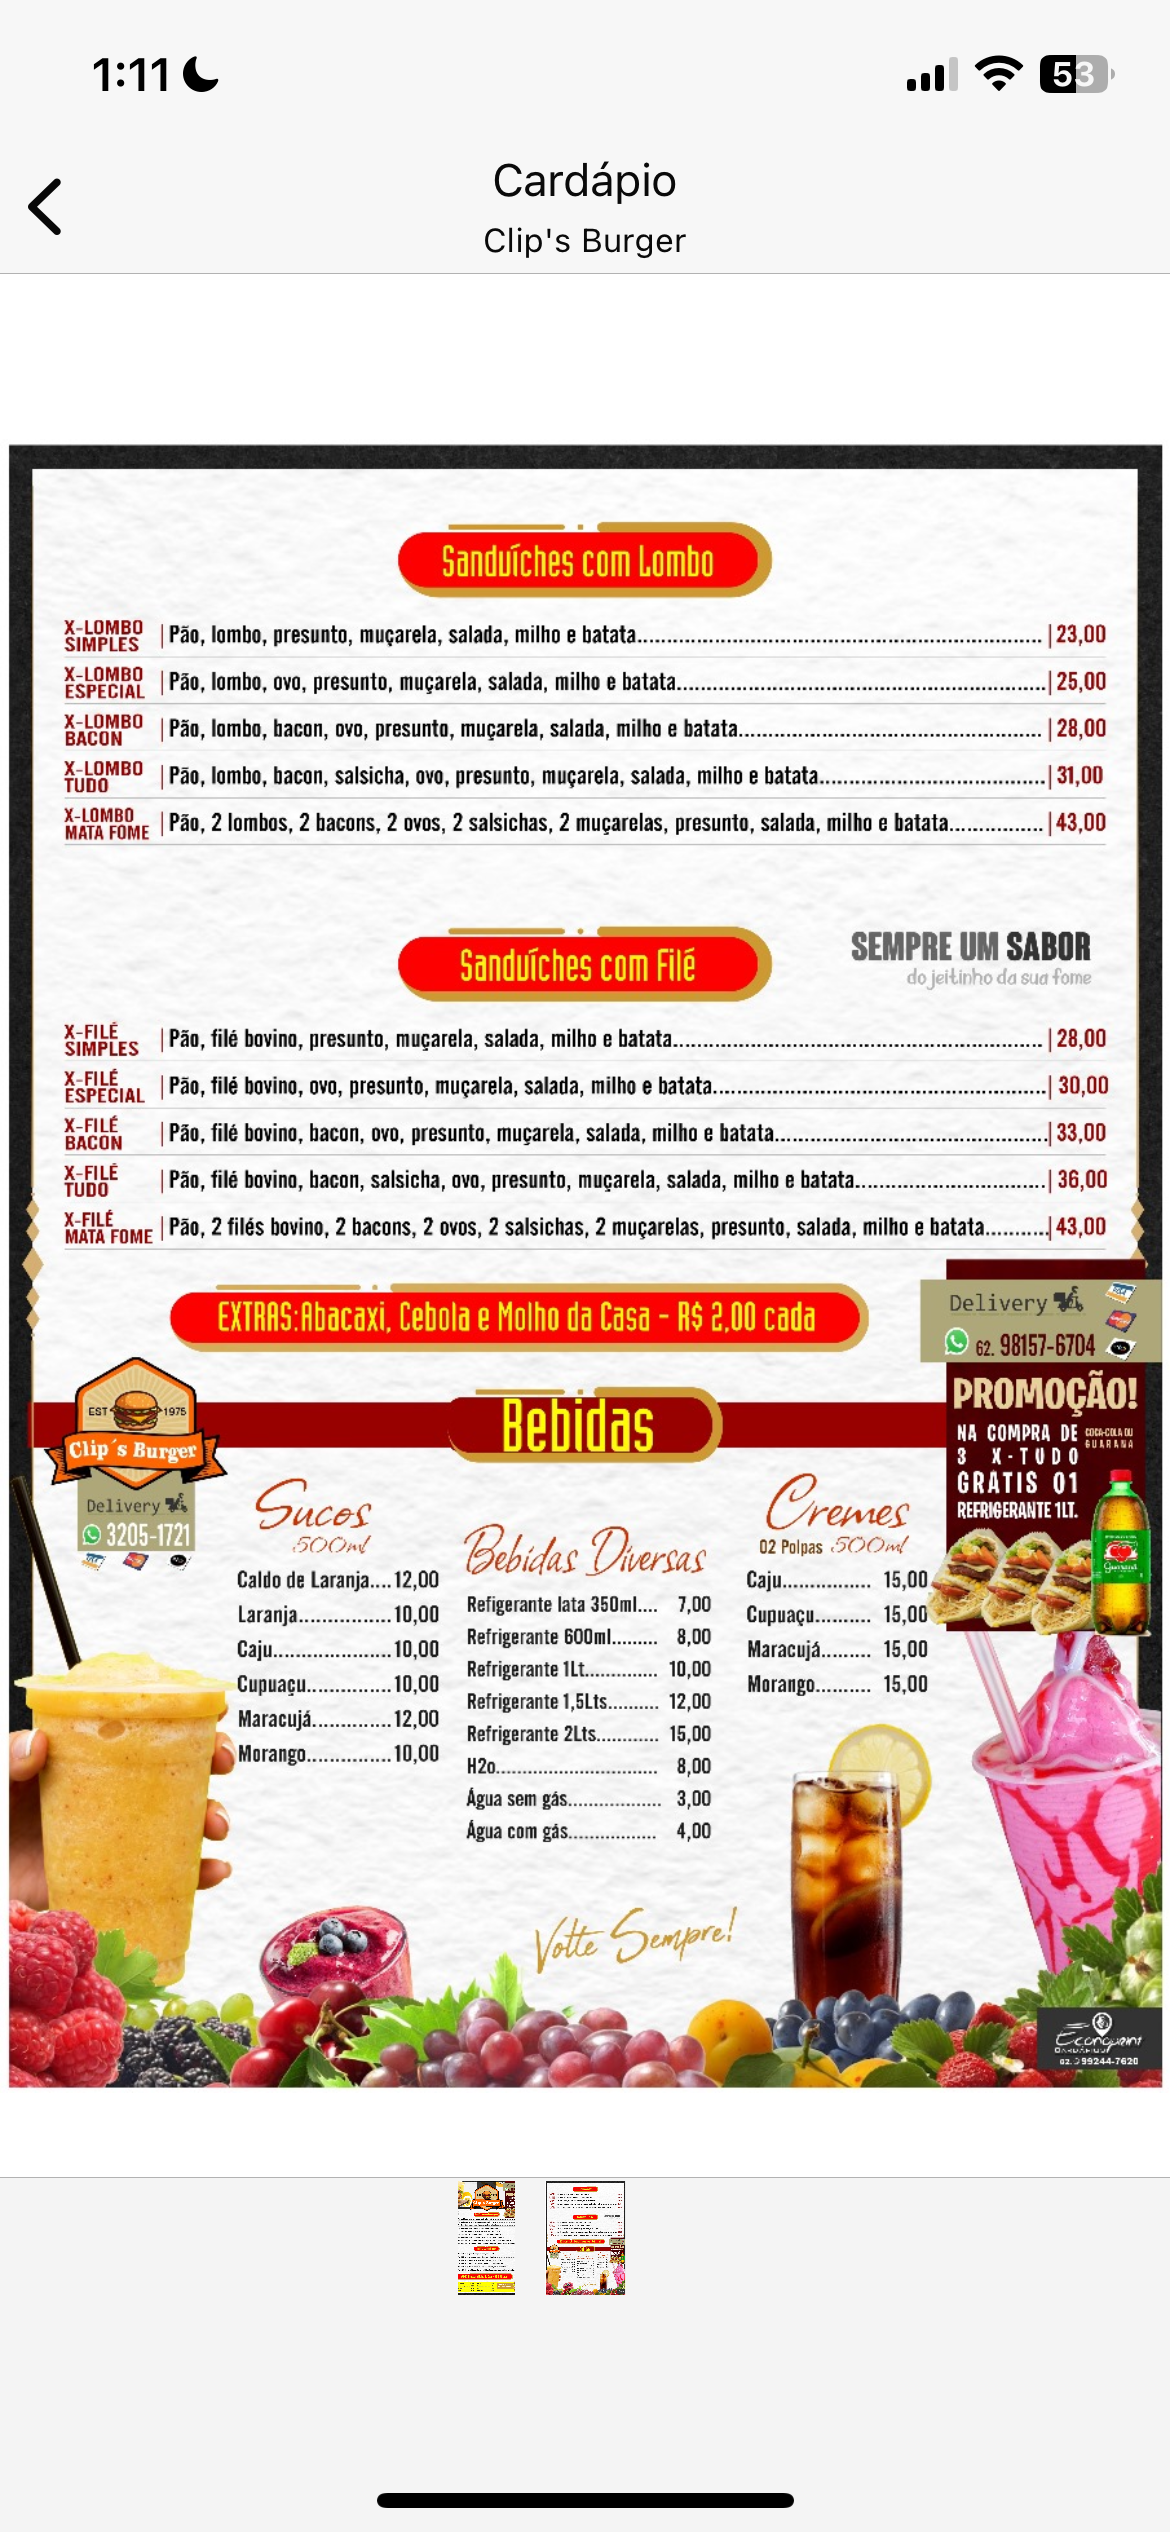 1:11
53
Cardápio
Clip's Burger
Sanduíches com Lombo
X-LOMBO SIMPLES | Pão, lombo, presunto, muçarela, salada, milho e batata........ | 23,00
X-LOMBO ESPECIAL | Pão, lombo, ovo, presunto, muçarela, salada, milho e batata........ | 25,00
X-LOMBO BACON | Pão, lombo, bacon, ovo, presunto, muçarela, salada, milho e batata........ | 28,00
X-LOMBO TUDO | Pão, lombo, bacon, salsicha, ovo, presunto, muçarela, salada, milho e batata........ | 31,00
X-LOMBO MATA FOME | Pão, 2 lombos, 2 bacons, 2 ovos, 2 salsichas, 2 muçarelas, presunto, salada, milho e batata........ | 43,00
Sanduíches com Filé
SEMPRE UM SABOR
do jeitinho da sua fome
X-FILÉ SIMPLES | Pão, filé bovino, presunto, muçarela, salada, milho e batata........ | 28,00
X-FILÉ ESPECIAL | Pão, filé bovino, ovo, presunto, muçarela, salada, milho e batata........ | 30,00
X-FILÉ BACON | Pão, filé bovino, bacon, ovo, presunto, muçarela, salada, milho e batata........ | 33,00
X-FILÉ TUDO | Pão, filé bovino, bacon, salsicha, ovo, presunto, muçarela, salada, milho e batata........ | 36,00
X-FILÉ MATA FOME | Pão, 2 filés bovino, 2 bacons, 2 ovos, 2 salsichas, 2 muçarelas, presunto, salada, milho e batata........ | 43,00
EXTRAS:Abacaxi, Cebola e Molho da Casa - R$ 2,00 cada
Delivery
62. 98157-6704
PROMOÇÃO!
NA COMPRA DE
3 X-TUDO
GRÁTIS 01
REFRIGERANTE 1LT.
COCA-COLA OU
GUARANA
EST 1975
Clip´s Burger
Delivery
3205-1721
Bebidas
Sucos
500ml
Caldo de Laranja....12,00
Laranja...............10,00
Caju.....................10,00
Cupuaçu..............10,00
Maracujá..............12,00
Morango...............10,00
Bebidas Diversas
Refigerante lata 350ml.... 7,00
Refrigerante 600ml......... 8,00
Refrigerante 1Lt............. 10,00
Refrigerante 1,5Lts.......... 12,00
Refrigerante 2Lts............ 15,00
H2o............................... 8,00
Água sem gás.................. 3,00
Água com gás................. 4,00
Cremes
02 Polpas 500ml
Caju................ 15,00
Cupuaçu.......... 15,00
Maracujá......... 15,00
Morango.......... 15,00
Volte Sempre!
Econoprint
99244-7620